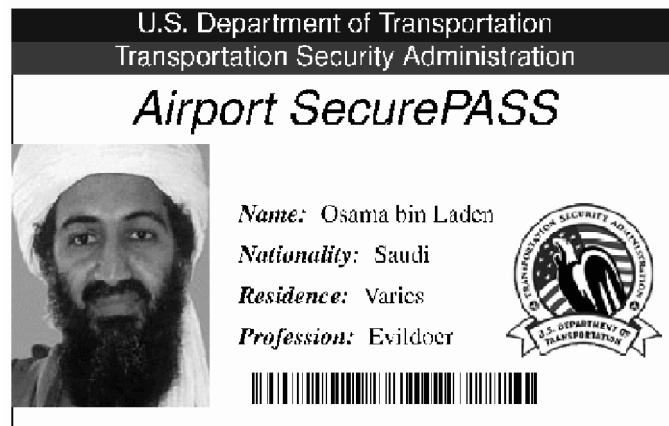 U.S. Department of Transportation
Transportation Security Administration
Airport SecurePASS
Name: Osama bin Laden
Nationality: Saudi
Residence: Varies
Profession: Evildoer
TRANSPORTATION SECURITY ADMINISTRATION
U.S. DEPARTMENT OF
TRANSPORTATION